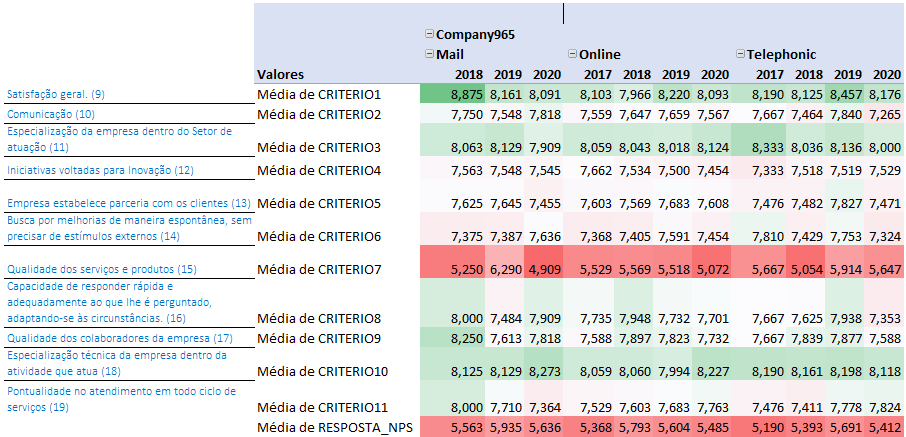 Company965
Mail Online Telephonic
Valores 2018 2019 2020 2017 2018 2019 2020 2017 2018 2019 2020
Satisfação geral. (9) Média de CRITERIO1 8,875 8,161 8,091 8,103 7,966 8,220 8,093 8,190 8,125 8,457 8,176
Comunicação (10) Média de CRITERIO2 7,750 7,548 7,818 7,559 7,647 7,659 7,567 7,667 7,464 7,840 7,265
Especialização da empresa dentro do Setor de
atuação (11) Média de CRITERIO3 8,063 8,129 7,909 8,059 8,043 8,018 8,124 8,333 8,036 8,136 8,000
Iniciativas voltadas para Inovação (12) Média de CRITERIO4 7,563 7,548 7,545 7,662 7,534 7,500 7,454 7,333 7,518 7,519 7,529
Empresa estabelece parceria com os clientes (13) Média de CRITERIO5 7,625 7,645 7,455 7,603 7,569 7,683 7,608 7,476 7,482 7,827 7,471
Busca por melhorias de maneira espontânea, sem
precisar de estímulos externos (14) Média de CRITERIO6 7,375 7,387 7,636 7,368 7,405 7,591 7,454 7,810 7,429 7,753 7,324
Qualidade dos serviços e produtos (15) Média de CRITERIO7 5,250 6,290 4,909 5,529 5,569 5,518 5,072 5,667 5,054 5,914 5,647
Capacidade de responder rápida e
adequadamente ao que lhe é perguntado,
adaptando-se às circunstâncias. (16) Média de CRITERIO8 8,000 7,484 7,909 7,735 7,948 7,732 7,701 7,667 7,625 7,938 7,353
Qualidade dos colaboradores da empresa (17) Média de CRITERIO9 8,250 7,613 7,818 7,588 7,897 7,823 7,732 7,667 7,839 7,877 7,588
Especialização técnica da empresa dentro da
atividade que atua (18) Média de CRITERIO10 8,125 8,129 8,273 8,059 8,060 7,994 8,227 8,190 8,161 8,198 8,118
Pontualidade no atendimento em todo ciclo de
serviços (19) Média de CRITERIO11 8,000 7,710 7,364 7,529 7,603 7,683 7,763 7,476 7,411 7,778 7,824
Média de RESPOSTA_NPS 5,563 5,935 5,636 5,368 5,793 5,604 5,485 5,190 5,393 5,691 5,412